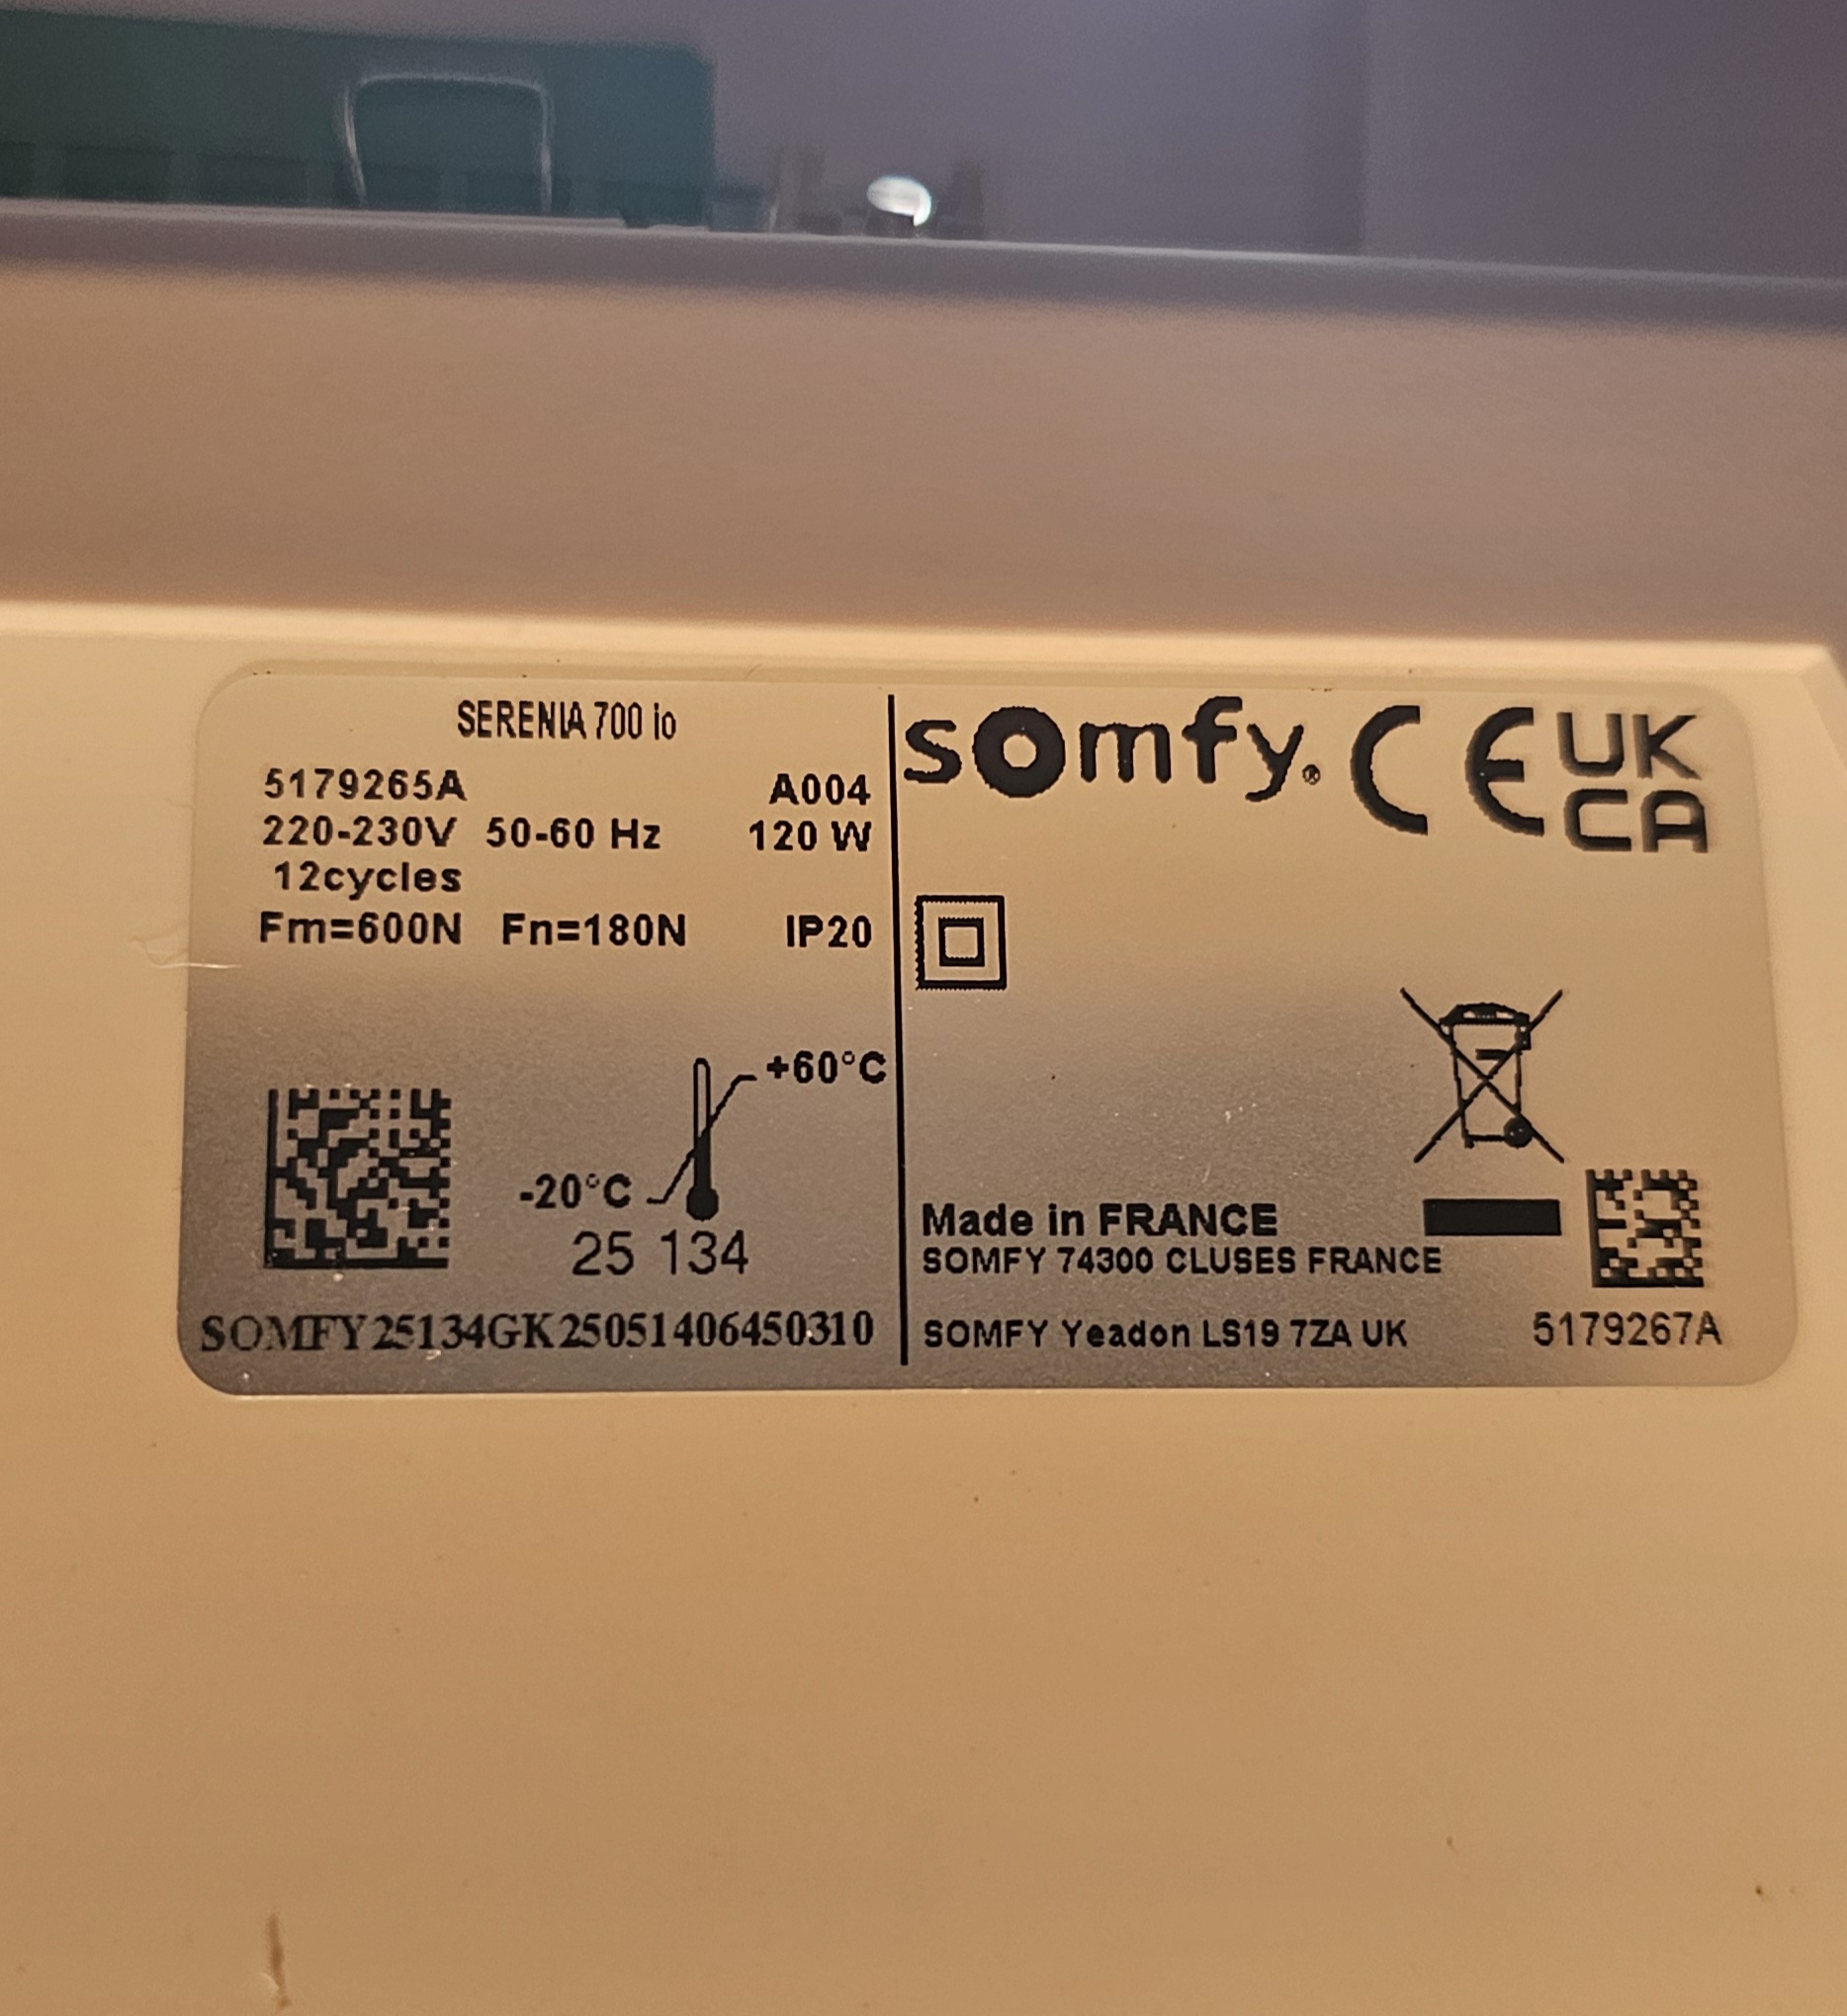 SERENIA 700 io
5179265A A004
220-230V 50-60 Hz 120 W
12cycles
Fm=600N Fn=180N IP20
+60°C
-20°C
25 134
SOMFY25134GK25051406450310
somfy.® CE UK
CA
Made in FRANCE
SOMFY 74300 CLUSES FRANCE
SOMFY Yeadon LS19 7ZA UK 5179267A